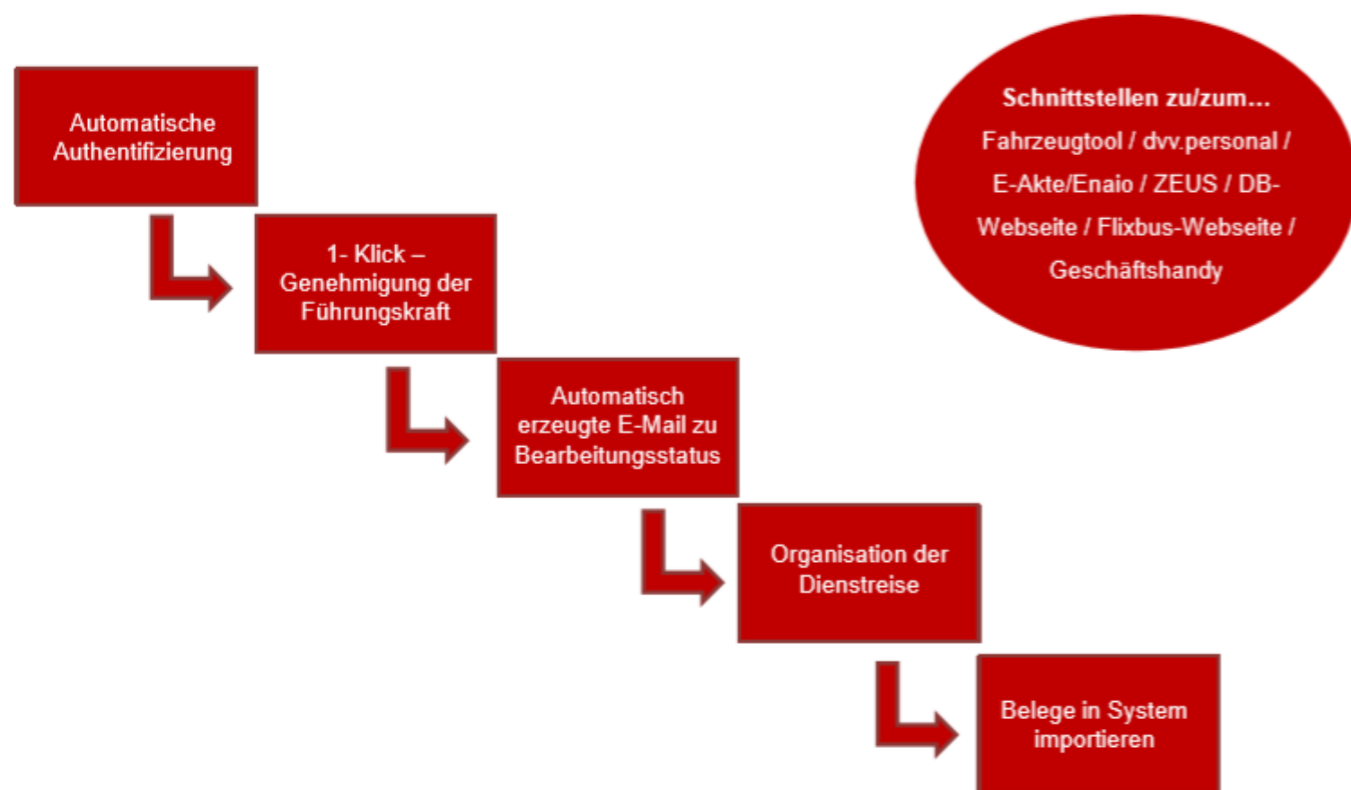 Automatische
Authentifizierung
1- Klick –
Genehmigung der
Führungskraft
Automatisch
erzeugte E-Mail zu
Bearbeitungsstatus
Organisation der
Dienstreise
Belege in System
importieren
Schnittstellen zu/zum...
Fahrzeugtool / dvv.personal /
E-Akte/Enaio / ZEUS / DB-
Webseite / Flixbus-Webseite /
Geschäftshandy